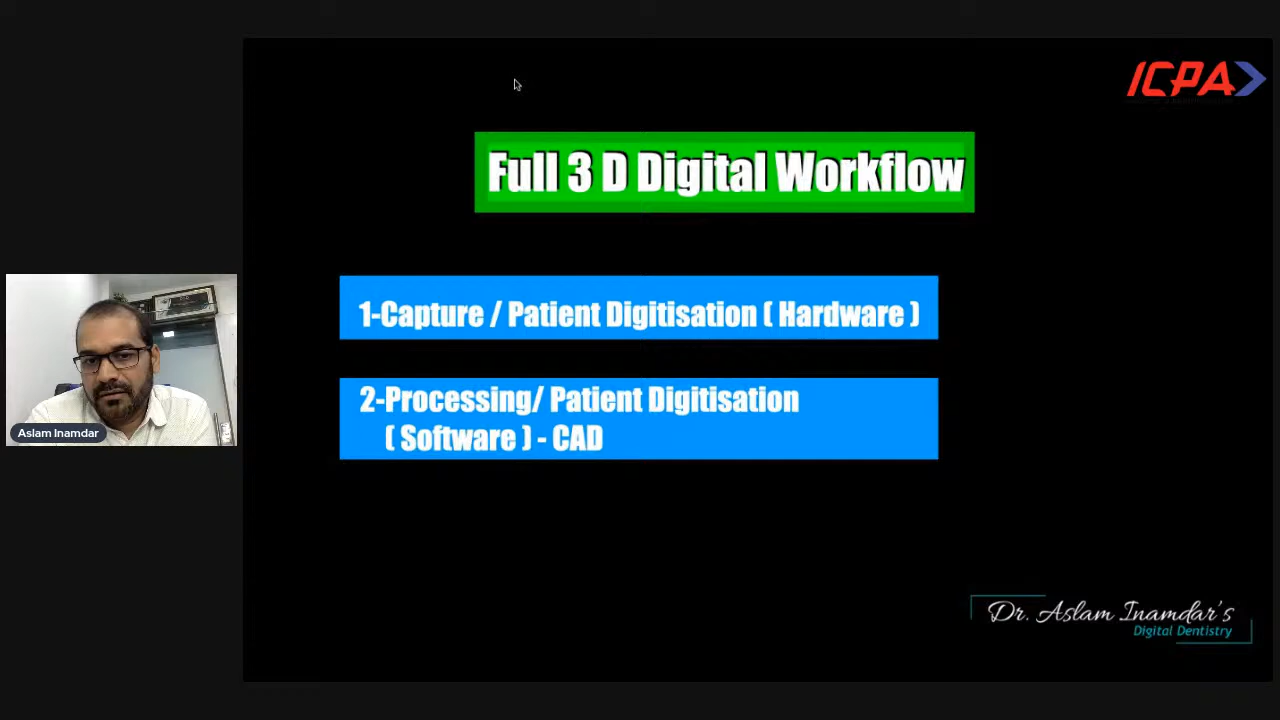 ICPA
Full 3 D Digital Workflow
1-Capture / Patient Digitisation ( Hardware )
2-Processing/ Patient Digitisation
( Software ) - CAD
Aslam Inamdar
Dr. Aslam Inamdar's
Digital Dentistry